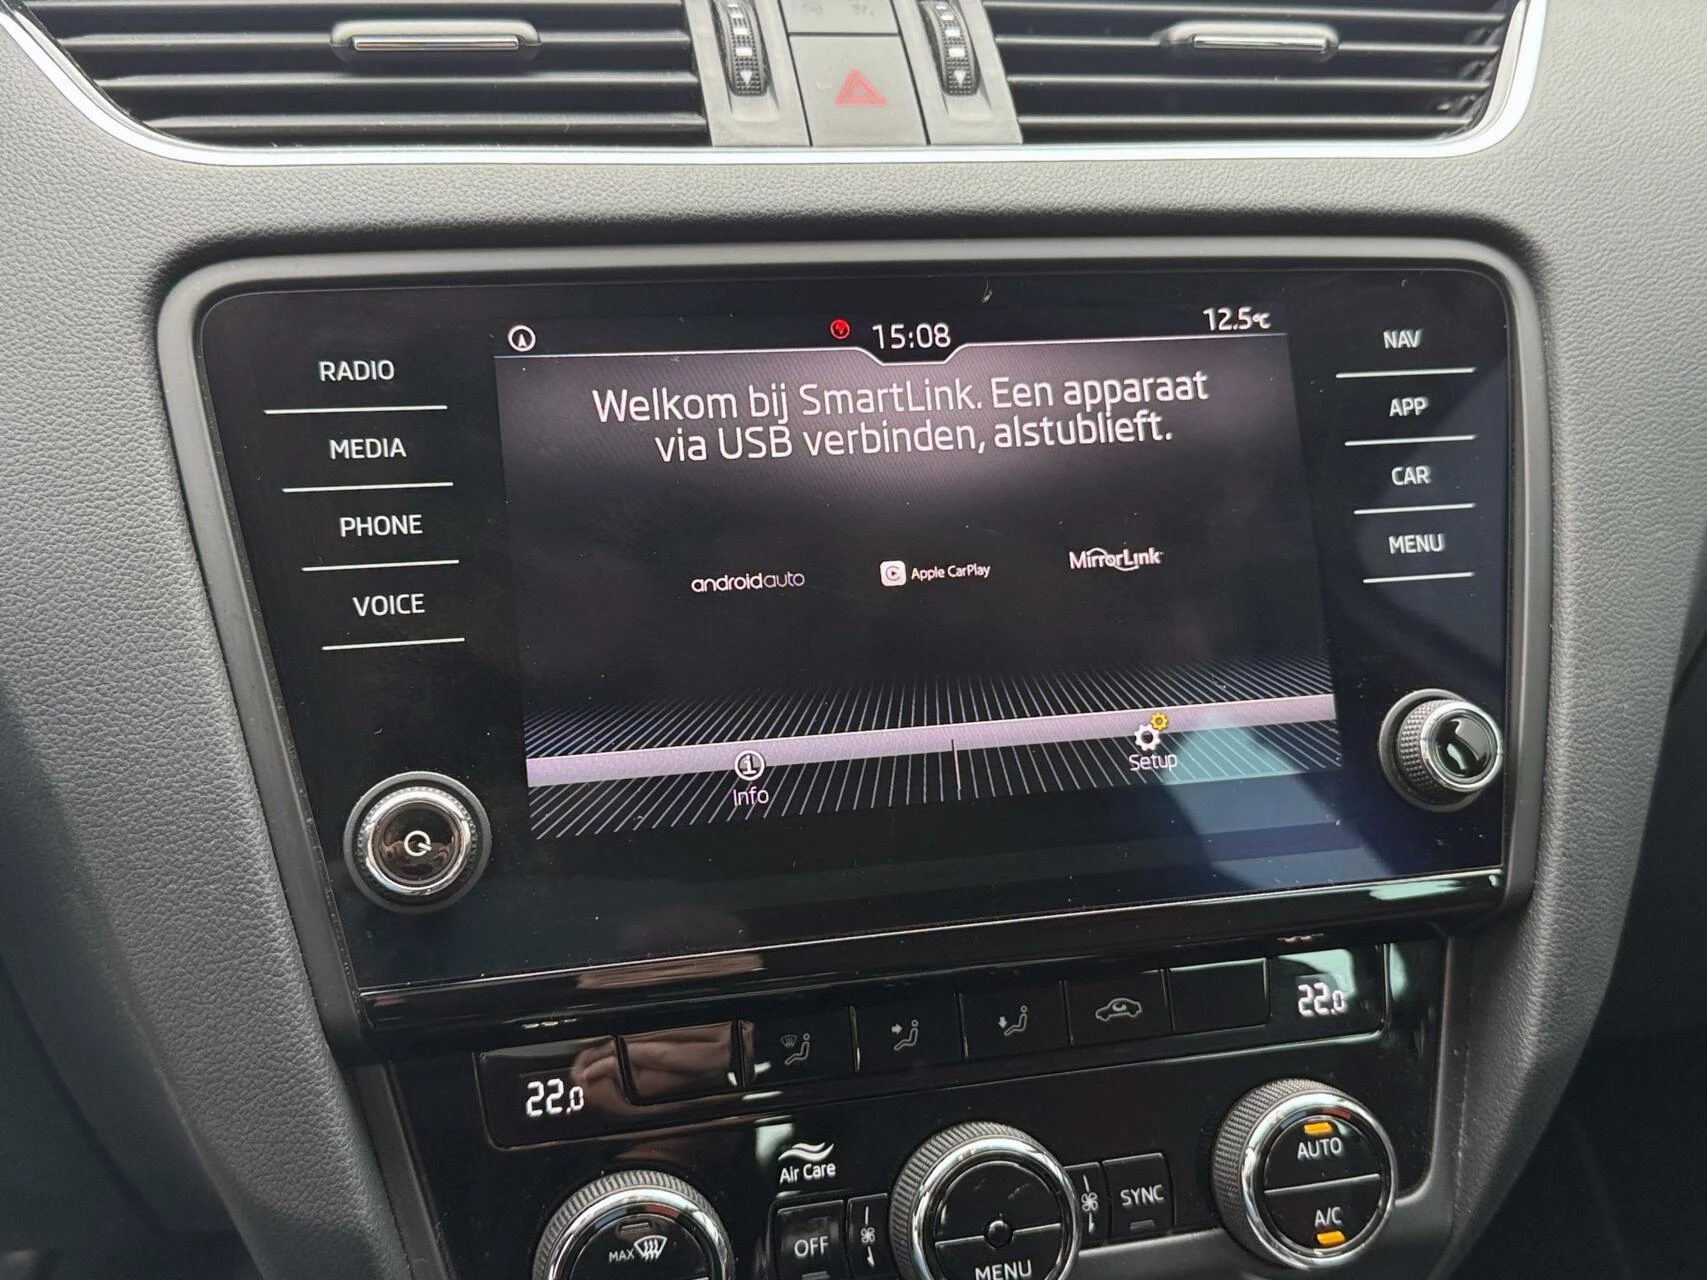 15:08
12.5°C
RADIO
MEDIA
PHONE
VOICE
Welkom bij SmartLink. Een apparaat
via USB verbinden, alstublieft.
androidauto
Apple CarPlay
MirrorLink
Info
Setup
NAV
APP
CAR
MENU
22.0
22.0
Air Care
MAX
OFF
MENU
SYNC
AUTO
A/C